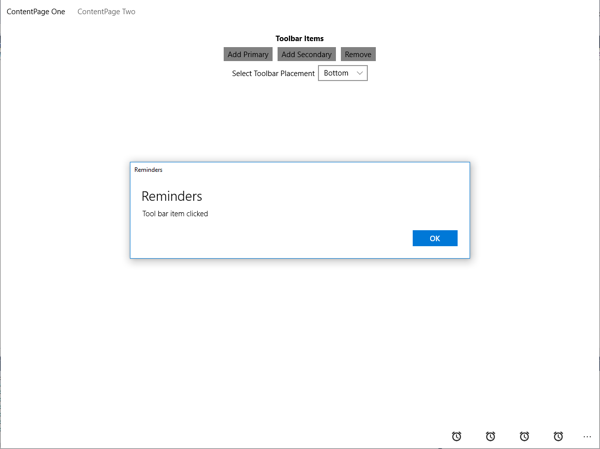 ContentPage One ContentPage Two
Toolbar Items
Add Primary Add Secondary Remove
Select Toolbar Placement Bottom
Reminders
Reminders
Tool bar item clicked
OK
...